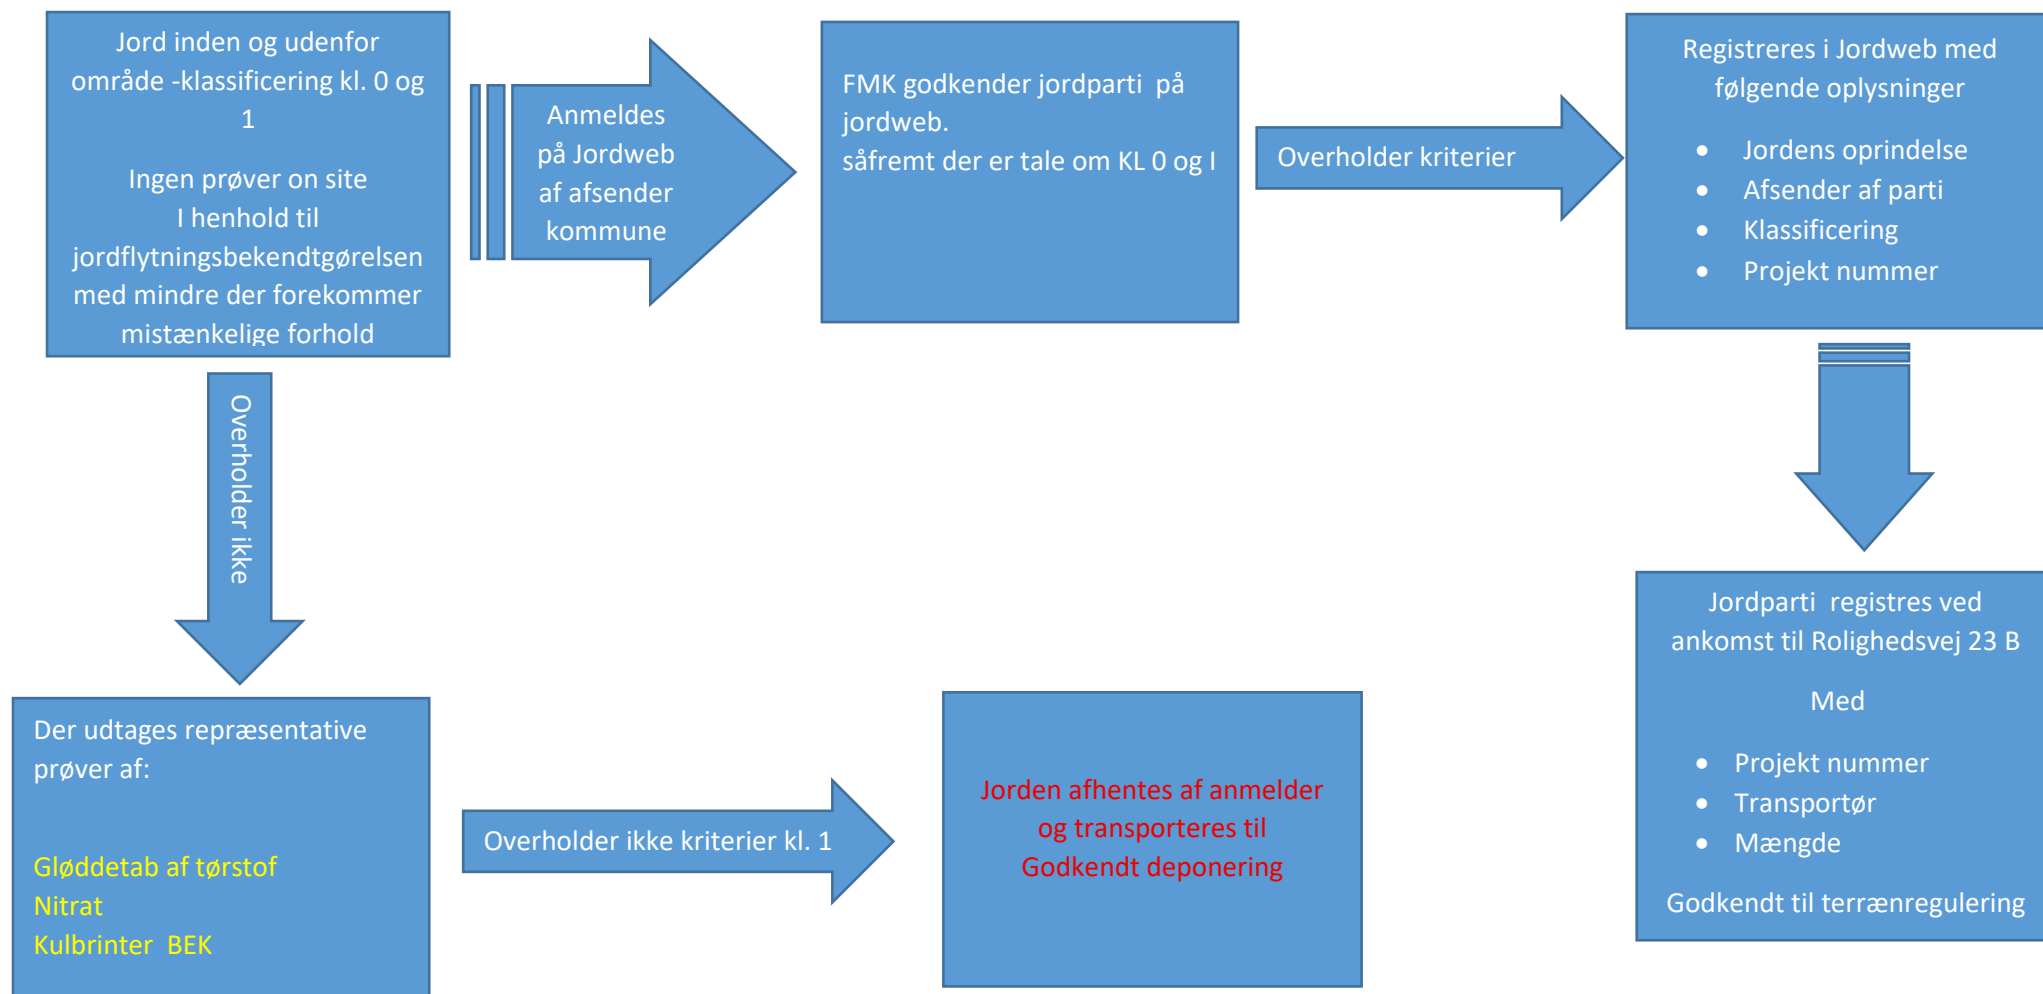 Jord inden og udenfor
område -klassificering kl. 0 og
1
Ingen prøver on site
I henhold til
jordflytningsbekendtgørelsen
med mindre der forekommer
mistænkelige forhold
Anmeldes
på Jordweb
af afsender
kommune
FMK godkender jordparti  på
jordweb.
såfremt der er tale om KL 0 og I
Overholder kriterier
Registreres i Jordweb med
følgende oplysninger
• Jordens oprindelse
• Afsender af parti
• Klassificering
• Projekt nummer
Overholder ikke
Jordparti  registres ved
ankomst til Rolighedsvej 23 B
Med
• Projekt nummer
• Transportør
• Mængde
Godkendt til terrænregulering
Der udtages repræsentative
prøver af:
Gløddetab af tørstof
Nitrat
Kulbrinter  BEK
Overholder ikke kriterier kl. 1
Jorden afhentes af anmelder
og transporteres til
Godkendt deponering